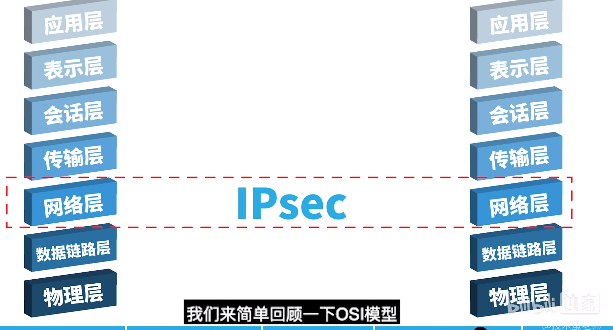 应用层 应用层
表示层 表示层
会话层 会话层
传输层 传输层
网络层 IPsec 网络层
数据链路层 数据链路层
物理层 物理层
我们来简单回顾一下OSI模型